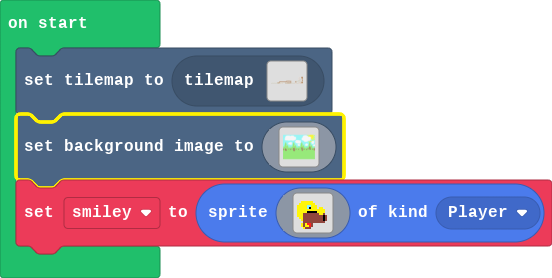 on start
set tilemap to tilemap
set background image to
set smiley to sprite of kind Player